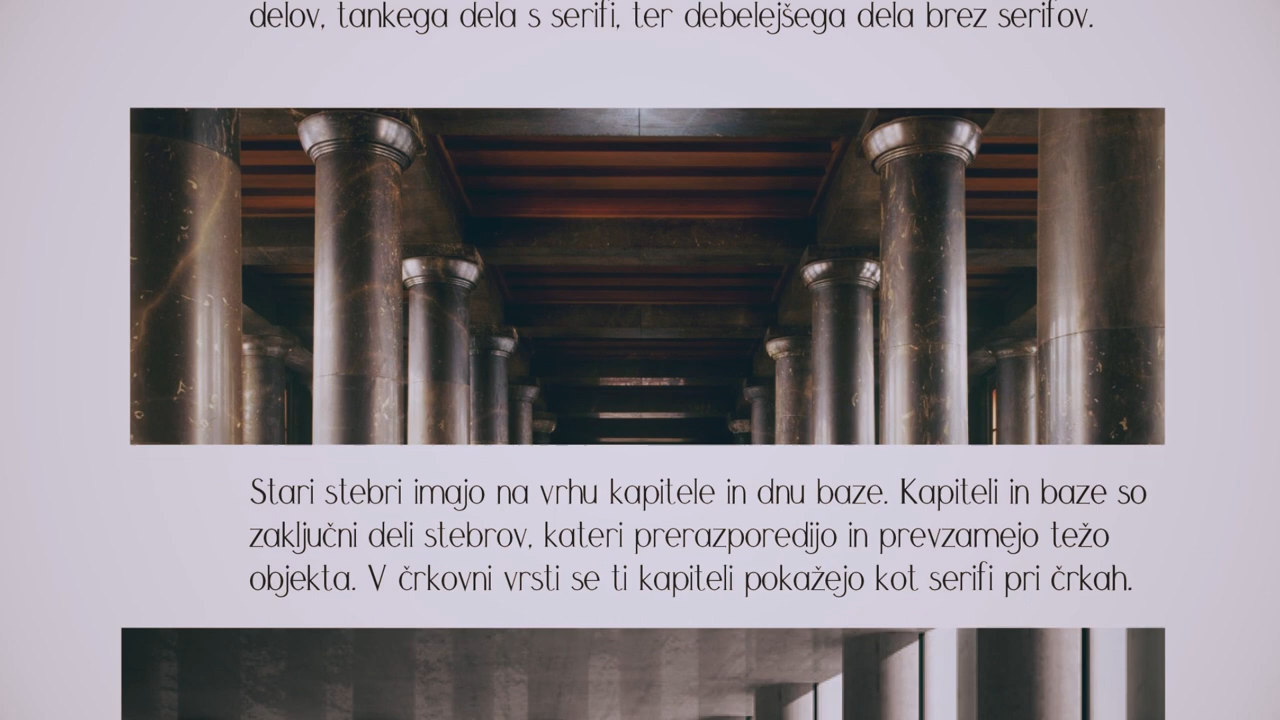 delov, tankega dela s serifi, ter debelejšega dela brez serifov.
Stari stebri imajo na vrhu kapitele in dnu baze. Kapiteli in baze so
zaključni deli stebrov, kateri prerazporedijo in prevzamejo težo
objekta. V črkovni vrsti se ti kapiteli pokažejo kot serifi pri črkah.